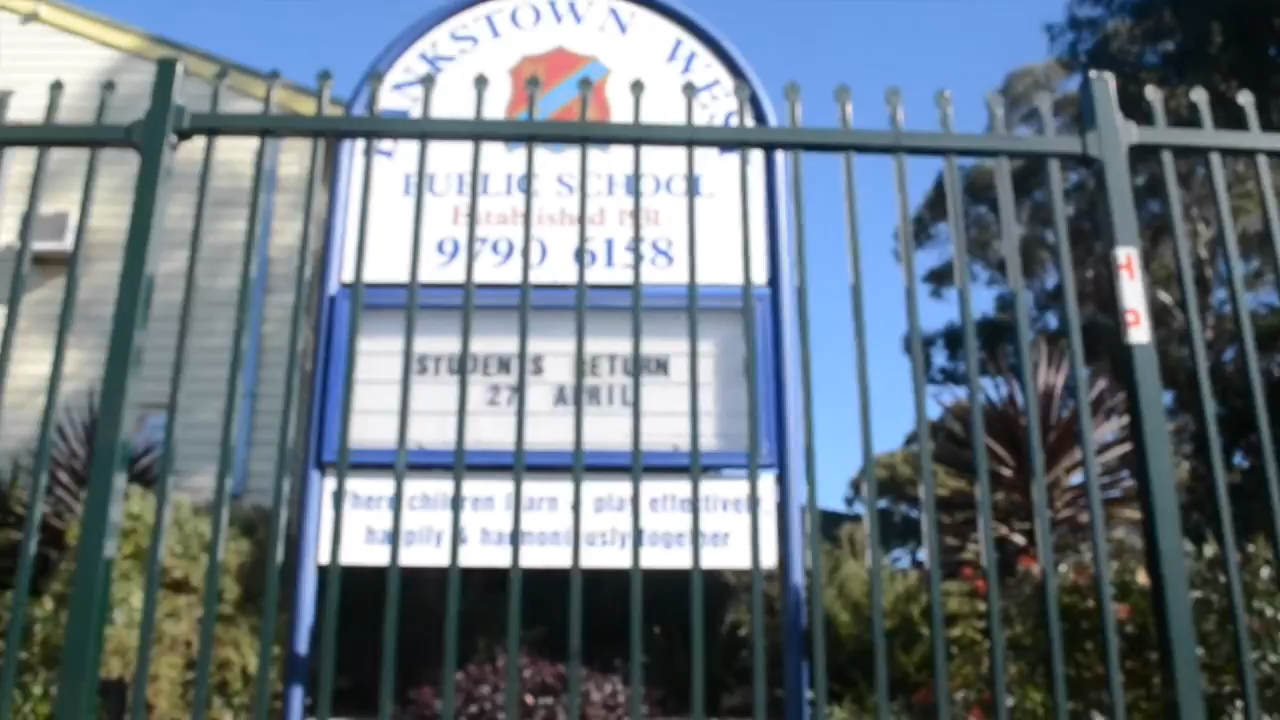 BANKSTOWN WEST
PUBLIC SCHOOL
Established 1931
9790 6158
STUDENTS RETURN
27 APRIL
Where children learn & play effectively,
happily & harmoniously together
H
P